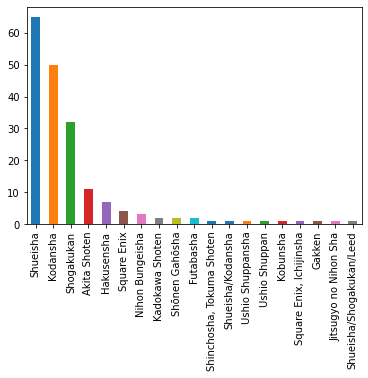 60
50
40
30
20
10
0
Shueisha
Kodansha
Shogakukan
Akita Shoten
Hakusensha
Square Enix
Nihon Bungeisha
Kadokawa Shoten
Shōnen Gahōsha
Futabasha
Shinchosha, Tokuma Shoten
Shueisha/Kodansha
Ushio Shuppansha
Ushio Shuppan
Kobunsha
Square Enix, Ichijinsha
Gakken
Jitsugyo no Nihon Sha
Shueisha/Shogakukan/Leed